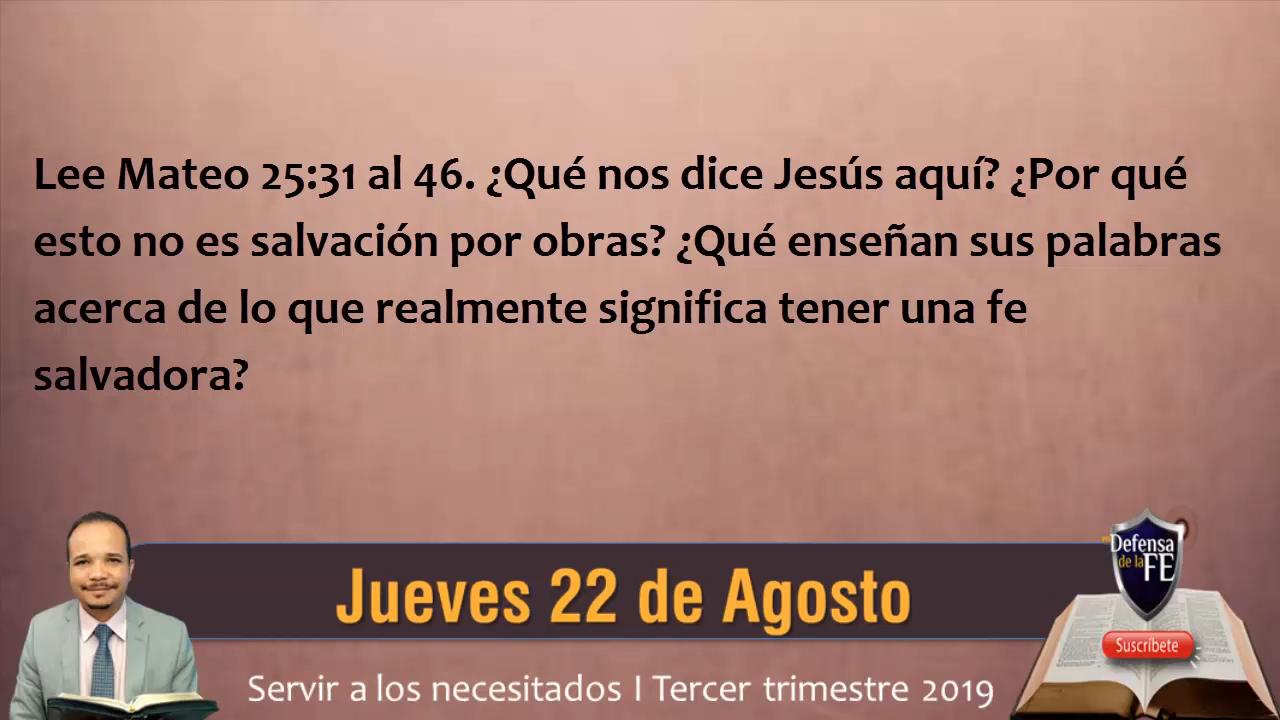 Lee Mateo 25:31 al 46. ¿Qué nos dice Jesús aquí? ¿Por qué
esto no es salvación por obras? ¿Qué enseñan sus palabras
acerca de lo que realmente significa tener una fe
salvadora?
Defensa
de la FE
Jueves 22 de Agosto
Suscríbete
Servir a los necesitados I Tercer trimestre 2019